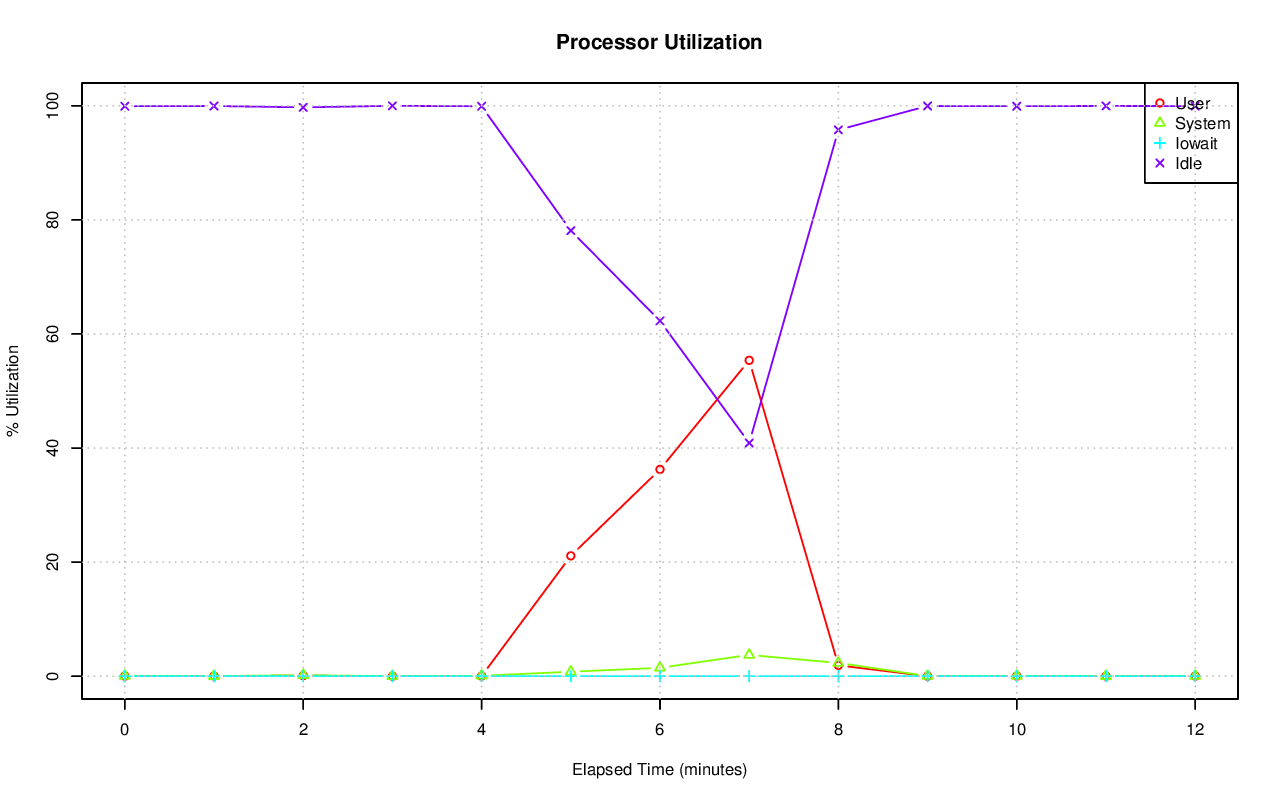 Processor Utilization
100
80
60
40
20
0
% Utilization
User
System
Iowait
Idle
0 2 4 6 8 10 12
Elapsed Time (minutes)